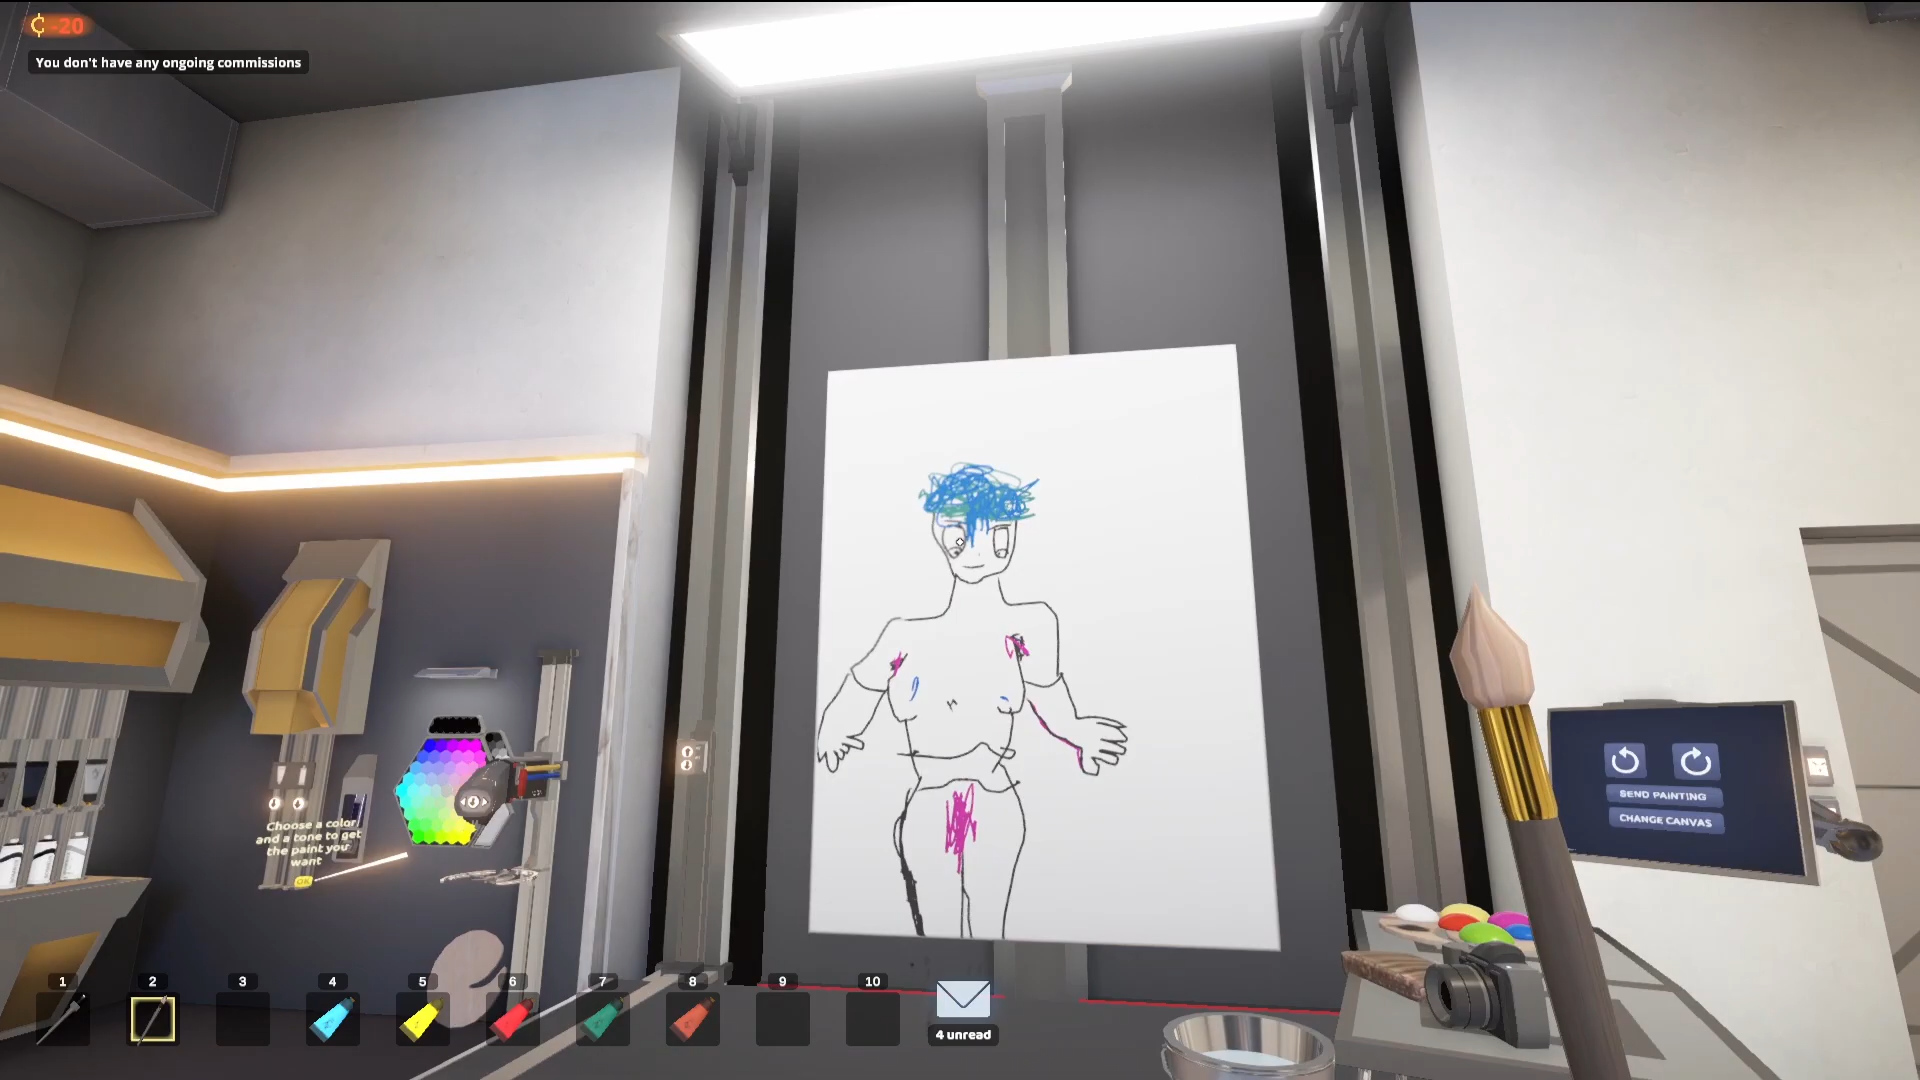 ₵ -20
You don't have any ongoing commissions
Choose a color
and a tone to get
the paint you
want
OK
SEND PAINTING
CHANGE CANVAS
1 2 3 4 5 6 7 8 9 10
4 unread